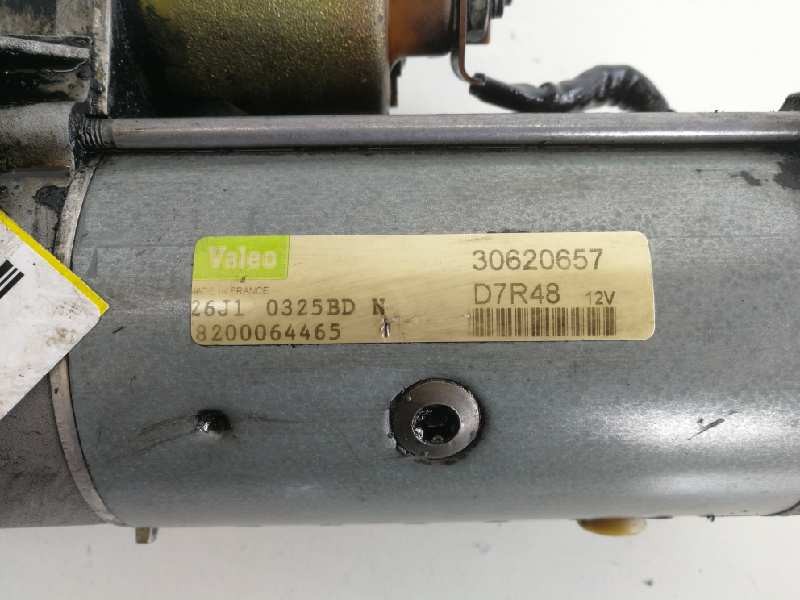 Valeo
MADE IN FRANCE
26J1 0325BD N
8200064465
30620657
D7R48 12V